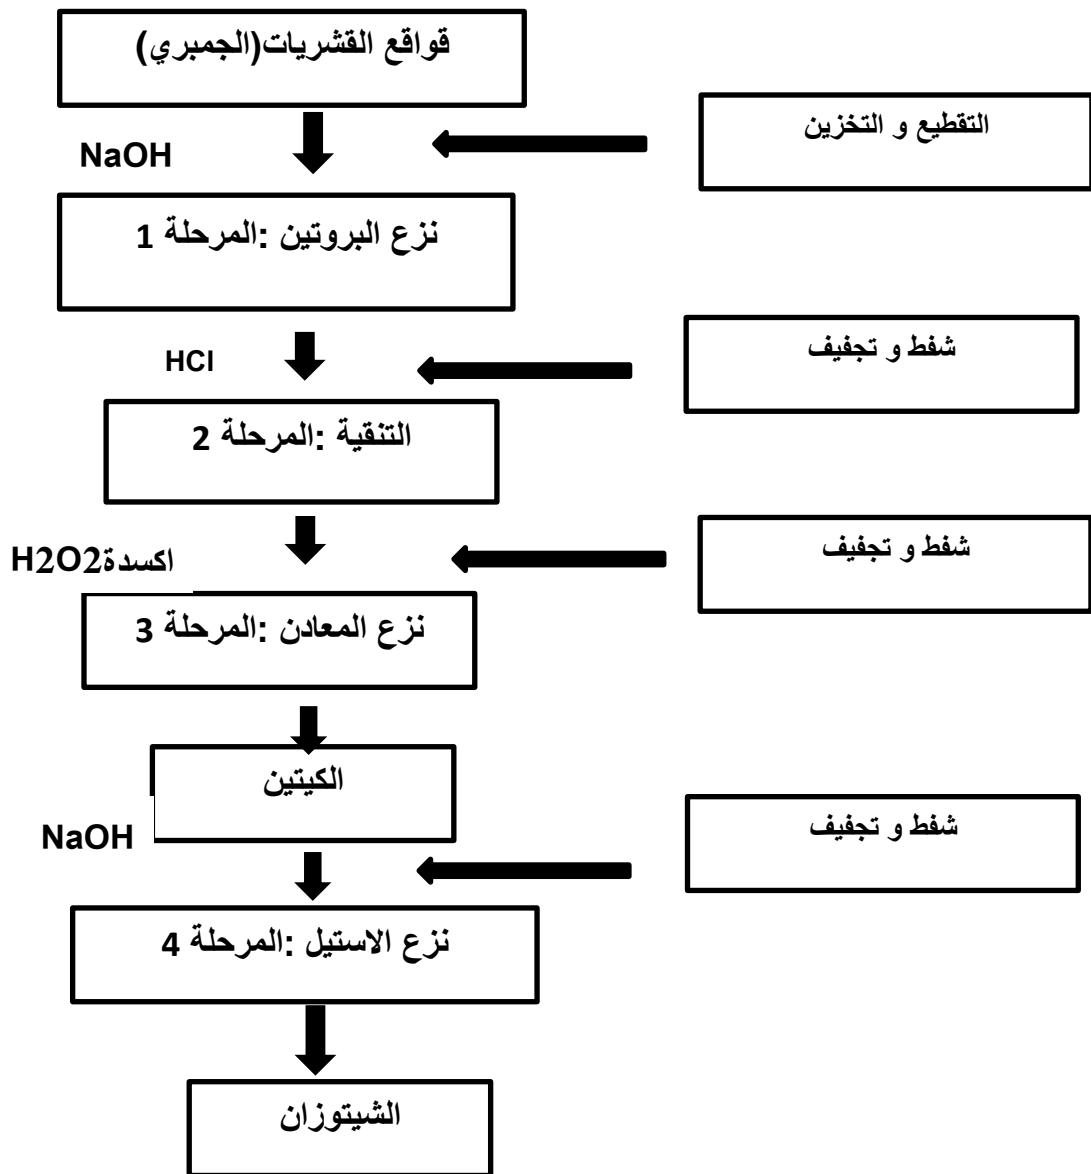 قواقع القشريات(الجمبري)
التقطيع و التخزين
NaOH
نزع البروتين :المرحلة 1
شفط و تجفيف
HCl
التنقية :المرحلة 2
شفط و تجفيف
اكسدةH2O2
نزع المعادن :المرحلة 3
الكيتين
شفط و تجفيف
NaOH
نزع الاستيل :المرحلة 4
الشيتوزان